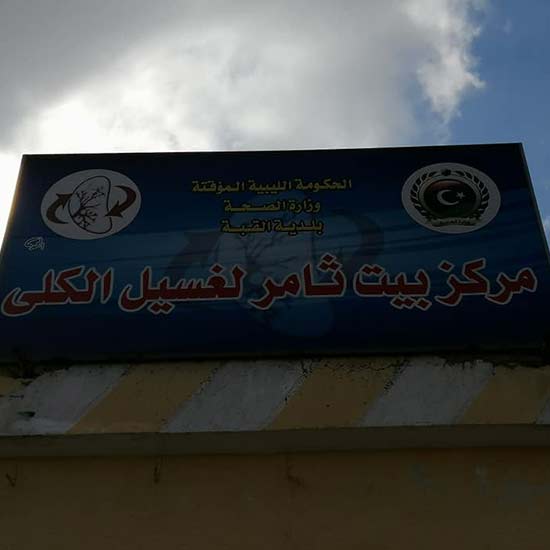 الحكومة الليبية المؤقتة
وزارة الصحة
بلدية القبة
مركز بيت ثامر لغسيل الكلى